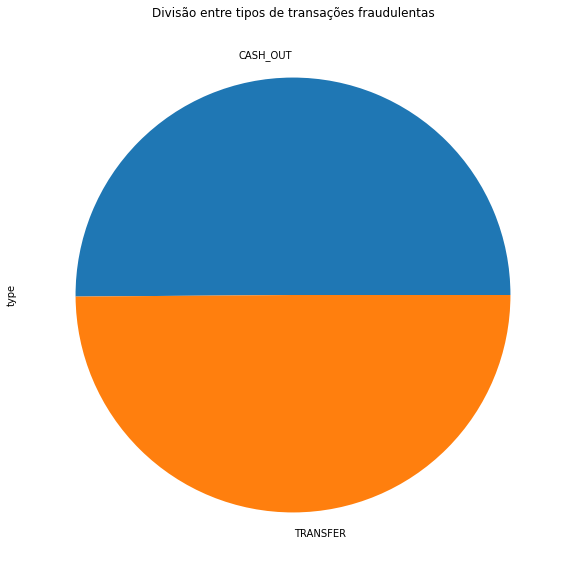 Divisão entre tipos de transações fraudulentas
CASH_OUT
type
TRANSFER